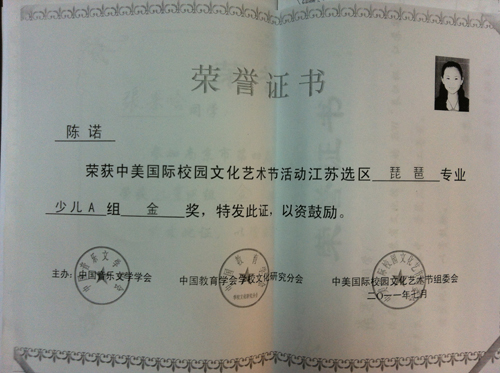 荣誉证书
陈诺
荣获中美国际校园文化艺术节活动江苏选区 琵琶 专业
少儿A 组 金 奖，特发此证，以资鼓励。
主办：中国音乐文学学会 中国教育学会学校文化研究分会 中美国际校园文化艺术节组委会
二〇一一年七月